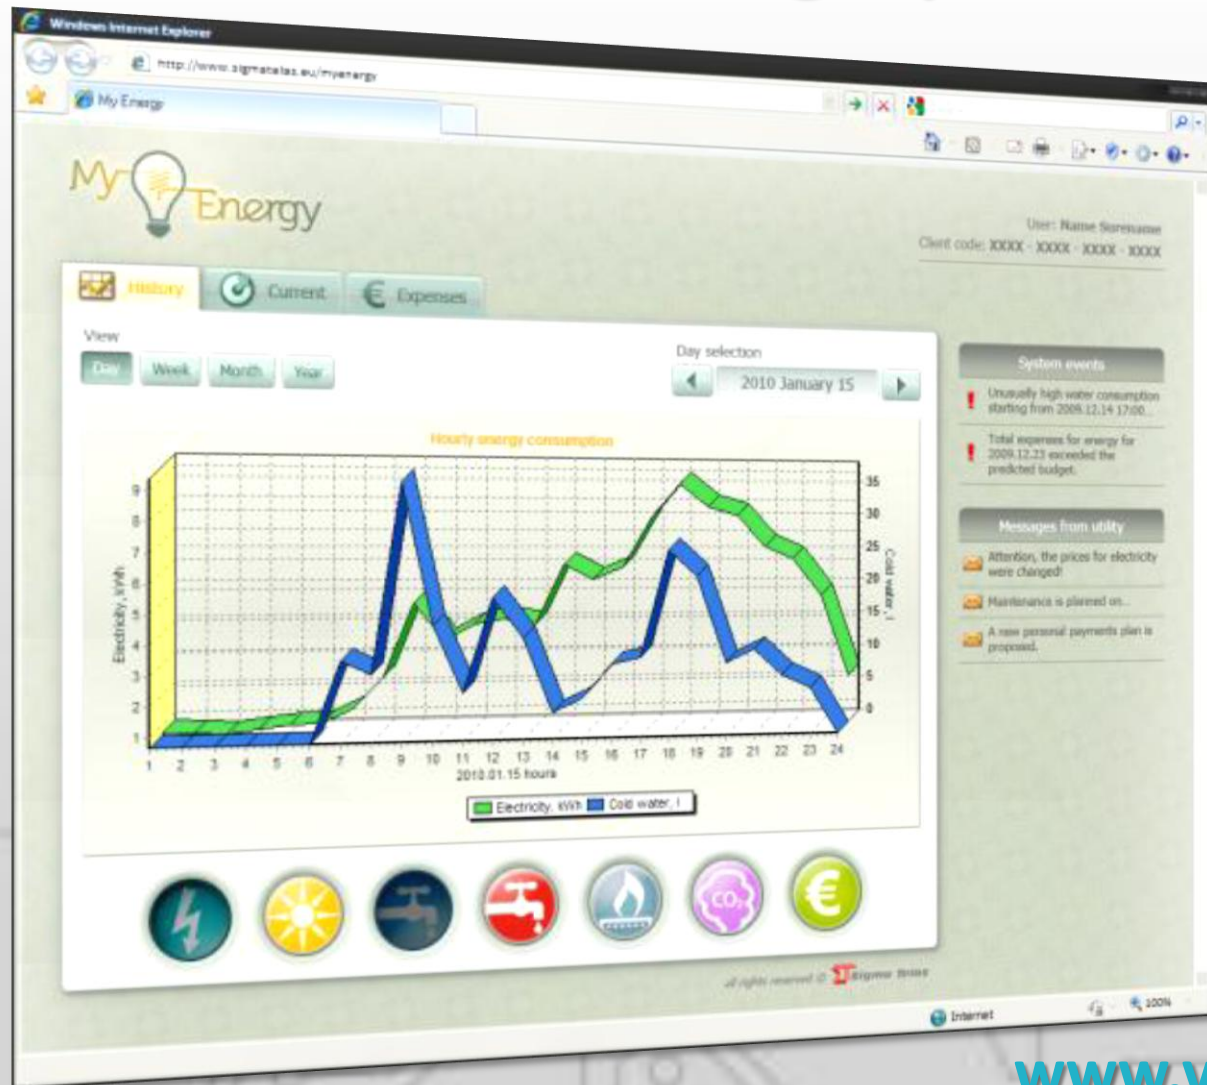 Windows Internet Explorer
http://www.sigmatelas.eu/myenergy
My Energy
My Energy
User: Name Surename
Client code: XXXX - XXXX - XXXX - XXXX
History Current Expenses
View
Day Week Month Year
Day selection
2010 January 15
System events
Unusually high water consumption
starting from 2009.12.14 17:00...
Total expenses for energy for
2009.12.23 exceeded the
predicted budget.
Messages from utility
Attention, the prices for electricity
were changed!
Maintenance is planned on...
A new personal payments plan is
proposed.
Hourly energy consumption
Electricity, kWh
9
8
7
6
5
4
3
2
1
35
30
25
20
15
10
5
0
Cold water, l
1 2 3 4 5 6 7 8 9 10 11 12 13 14 15 16 17 18 19 20 21 22 23 24
2010.01.15 hours
Electricity, kWh Cold water, l
CO₂
€
all rights reserved © Sigma telas
Internet 100%